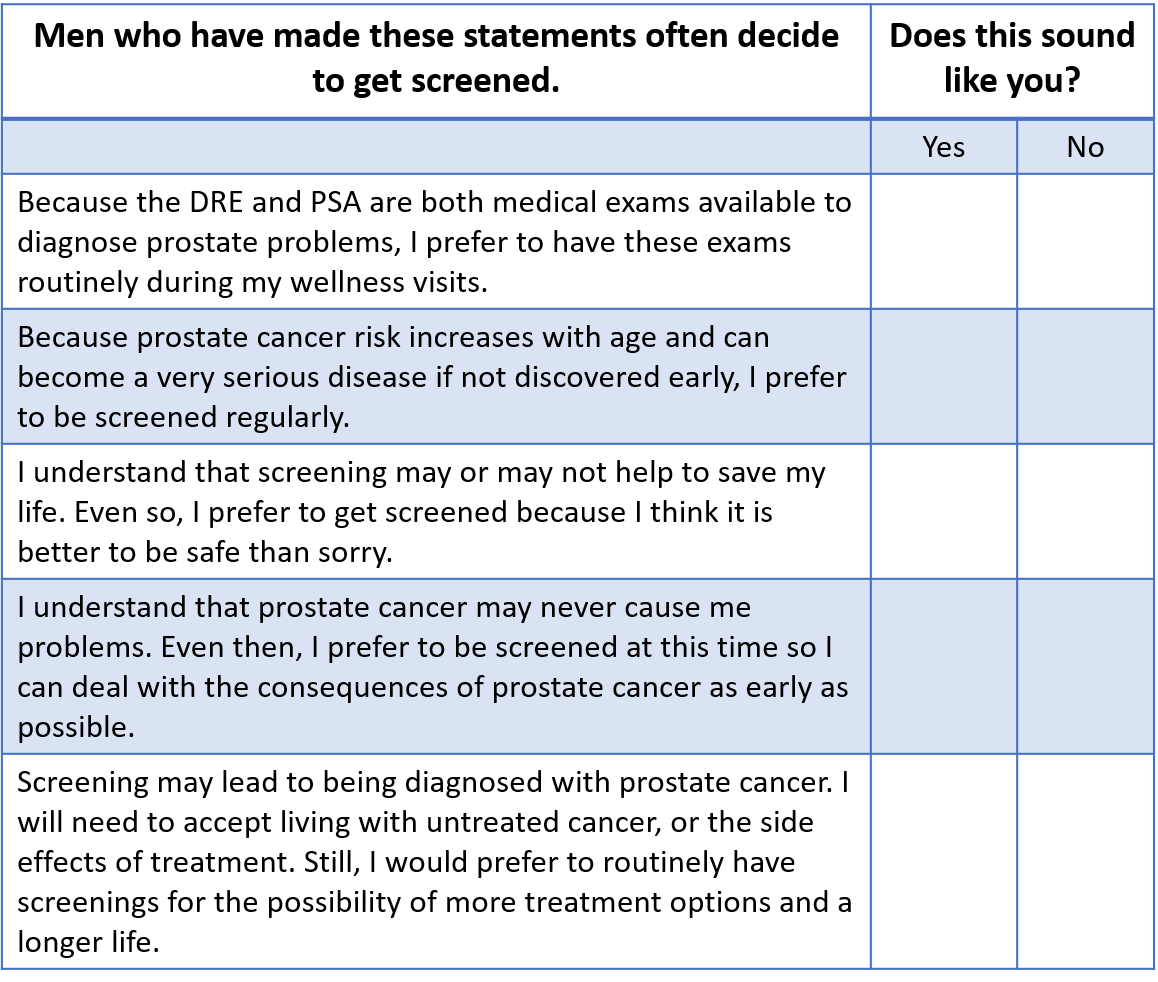 Men who have made these statements often decide
to get screened.
Does this sound
like you?
Yes
No
Because the DRE and PSA are both medical exams available to
diagnose prostate problems, I prefer to have these exams
routinely during my wellness visits.
Because prostate cancer risk increases with age and can
become a very serious disease if not discovered early, I prefer
to be screened regularly.
I understand that screening may or may not help to save my
life. Even so, I prefer to get screened because I think it is
better to be safe than sorry.
I understand that prostate cancer may never cause me
problems. Even then, I prefer to be screened at this time so I
can deal with the consequences of prostate cancer as early as
possible.
Screening may lead to being diagnosed with prostate cancer. I
will need to accept living with untreated cancer, or the side
effects of treatment. Still, I would prefer to routinely have
screenings for the possibility of more treatment options and a
longer life.